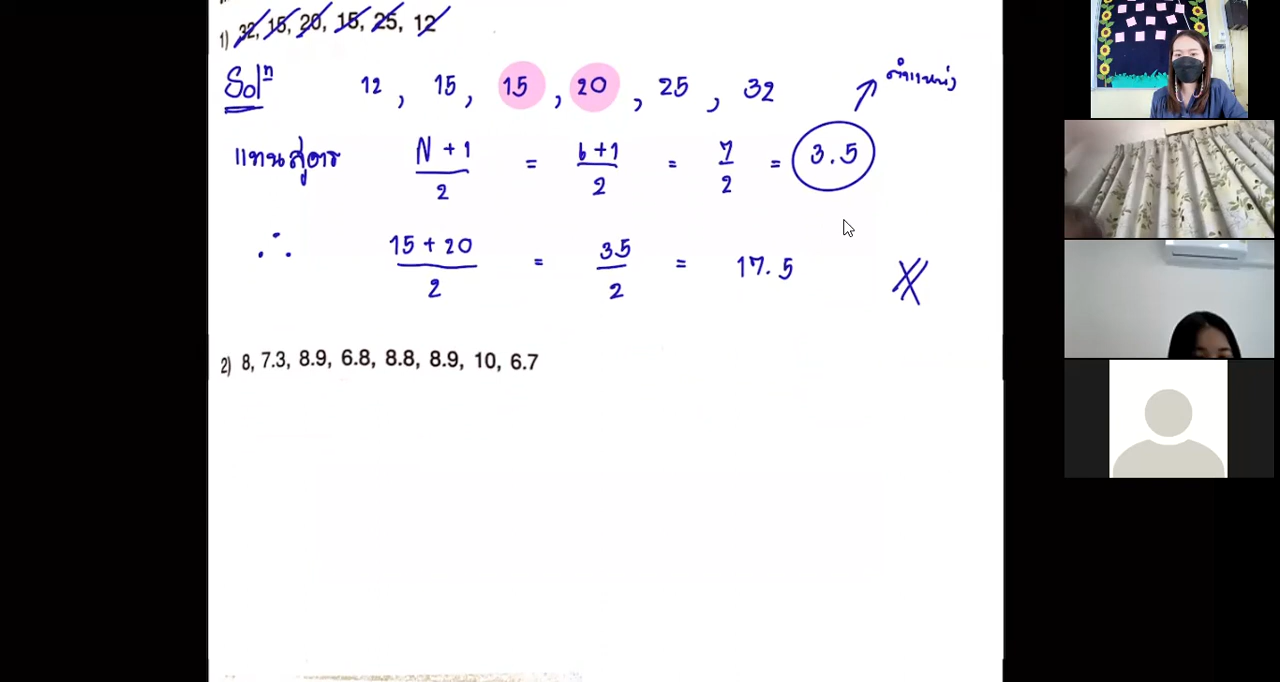 1) 32, 15, 20, 15, 25, 12
Solⁿ 12, 15, 15, 20, 25, 32
ตำแหน่ง
แทนสูตร N + 1 / 2 = 6 + 1 / 2 = 7 / 2 = 3.5
∴ 15 + 20 / 2 = 35 / 2 = 17.5
2) 8, 7.3, 8.9, 6.8, 8.8, 8.9, 10, 6.7